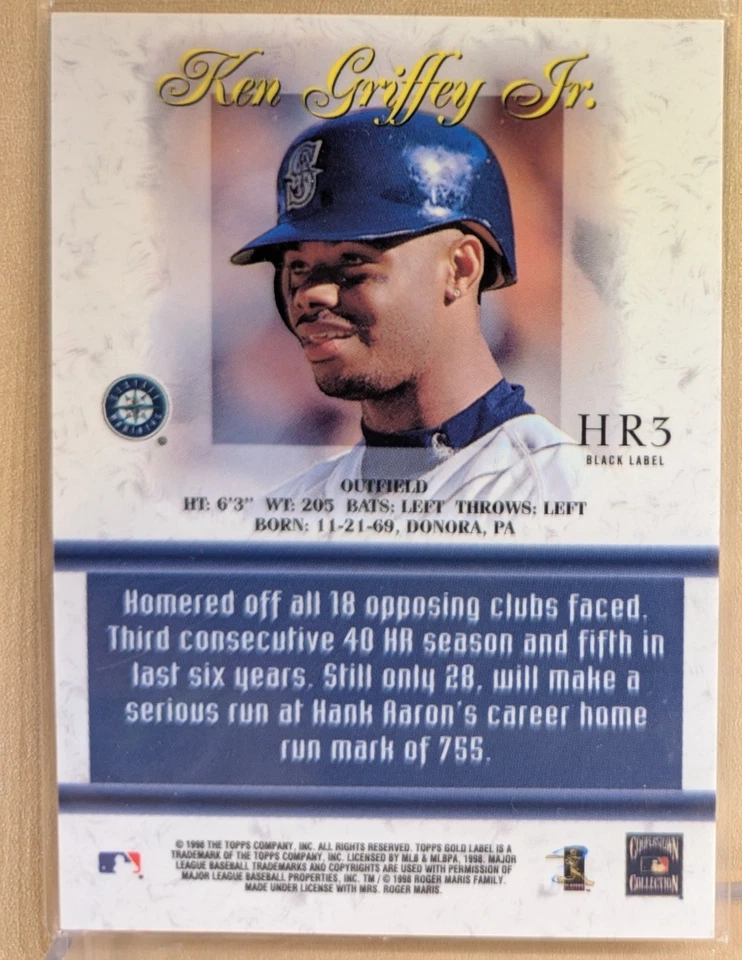 Ken Griffey Jr.
HR3
BLACK LABEL
OUTFIELD
HT: 6'3" WT: 205 BATS: LEFT THROWS: LEFT
BORN: 11-21-69, DONORA, PA
Homered off all 18 opposing clubs faced.
Third consecutive 40 HR season and fifth in
last six years. Still only 28, will make a
serious run at Hank Aaron's career home
run mark of 755.
© 1998 THE TOPPS COMPANY, INC. ALL RIGHTS RESERVED. TOPPS GOLD LABEL IS A
TRADEMARK OF THE TOPPS COMPANY, INC. LICENSED BY MLB & MLBPA, 1998. MAJOR
LEAGUE BASEBALL TRADEMARKS AND COPYRIGHTS ARE USED WITH PERMISSION OF
MAJOR LEAGUE BASEBALL PROPERTIES, INC. TM / © 1998 ROGER MARIS FAMILY.
MADE UNDER LICENSE WITH MRS. ROGER MARIS.
COOPERSTOWN
COLLECTION
SEATTLE
MARINERS
S